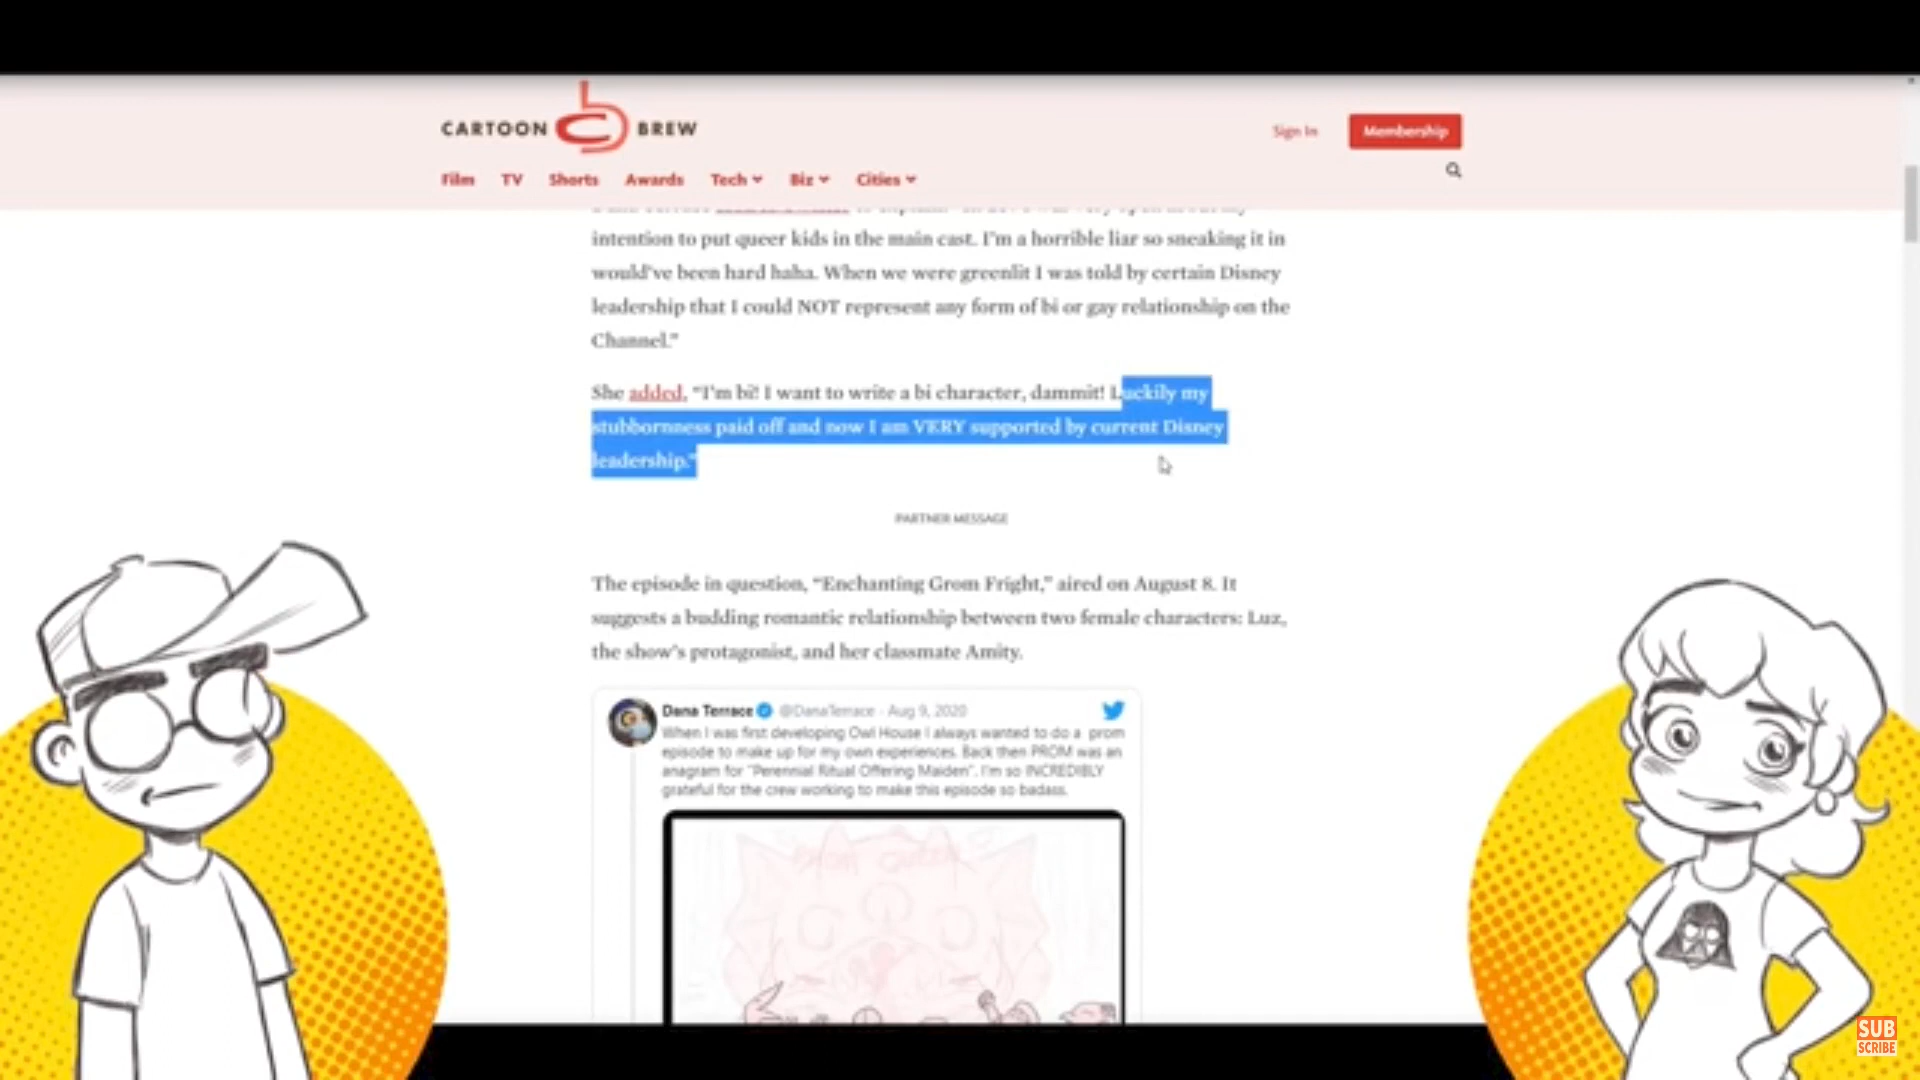 CARTOON BREW
Sign In
Membership
Film TV Shorts Awards Tech Biz Cities
intention to put queer kids in the main cast. I'm a horrible liar so sneaking it in
would've been hard haha. When we were greenlit I was told by certain Disney
leadership that I could NOT represent any form of bi or gay relationship on the
Channel."
She added, "I'm bi! I want to write a bi character, dammit! Luckily my
stubbornness paid off and now I am VERY supported by current Disney
leadership."
PARTNER MESSAGE
The episode in question, "Enchanting Grom Fright," aired on August 8. It
suggests a budding romantic relationship between two female characters: Luz,
the show's protagonist, and her classmate Amity.
Dana Terrace @DanaTerrace · Aug 9, 2020
When I was first developing Owl House I always wanted to do a prom
episode to make up for my own experiences. Back then PROM was an
anagram for "Perennial Ritual Offering Maiden". I'm so INCREDIBLY
grateful for the crew working to make this episode so badass.
SUB
SCRIBE